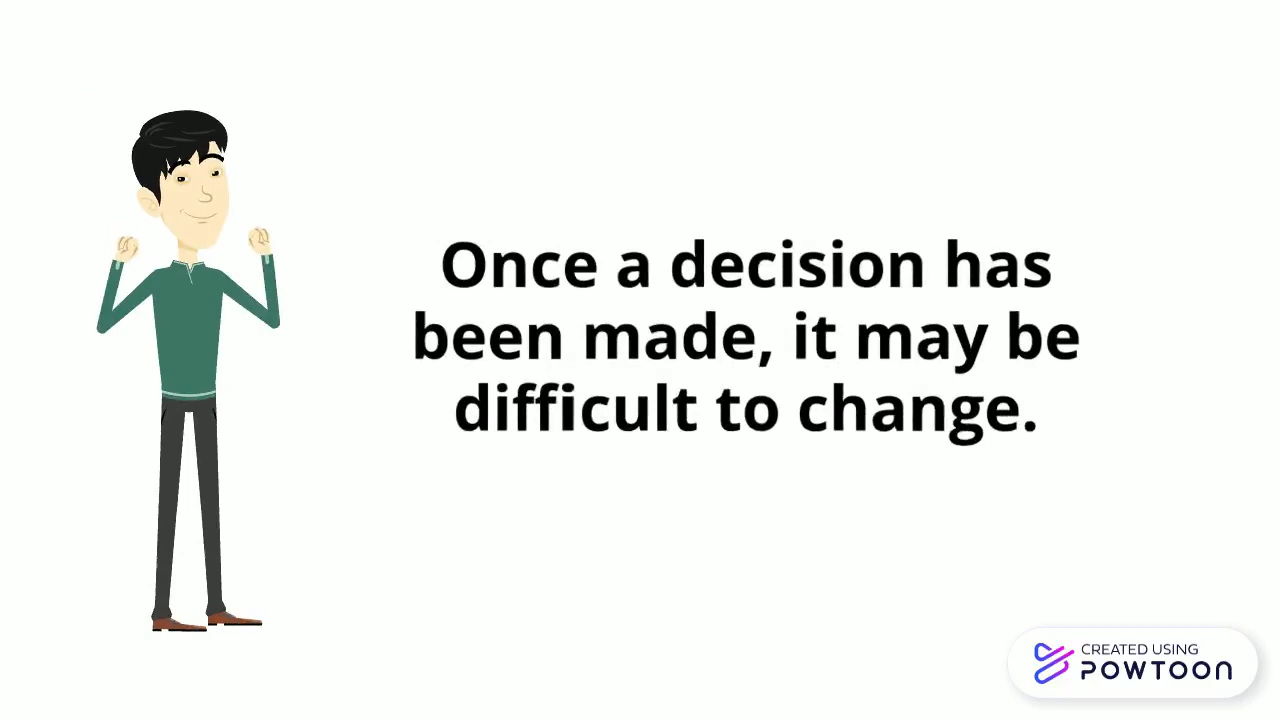 Once a decision has
been made, it may be
difficult to change.
CREATED USING
POWTOON